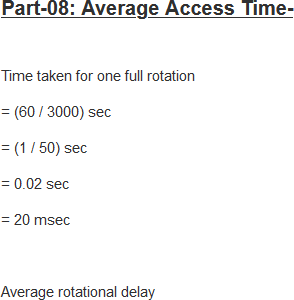 Part-08: Average Access Time-
Time taken for one full rotation
= (60 / 3000) sec
= (1 / 50) sec
= 0.02 sec
= 20 msec
Average rotational delay